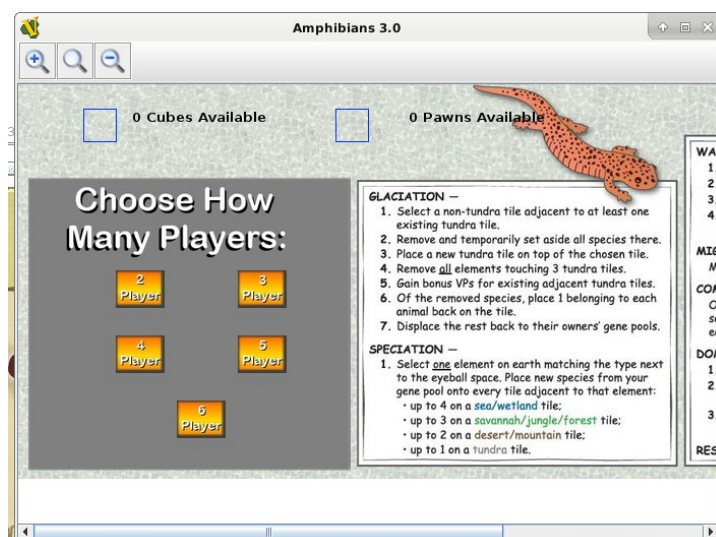 Amphibians 3.0
0 Cubes Available
0 Pawns Available
Choose How
Many Players:
2
Player
3
Player
4
Player
5
Player
6
Player
GLACIATION —
1. Select a non-tundra tile adjacent to at least one
existing tundra tile.
2. Remove and temporarily set aside all species there.
3. Place a new tundra tile on top of the chosen tile.
4. Remove all elements touching 3 tundra tiles.
5. Gain bonus VPs for existing adjacent tundra tiles.
6. Of the removed species, place 1 belonging to each
animal back on the tile.
7. Displace the rest back to their owners' gene pools.
SPECIATION —
1. Select one element on earth matching the type next
to the eyeball space. Place new species from your
gene pool onto every tile adjacent to that element:
· up to 4 on a sea/wetland tile;
· up to 3 on a savannah/jungle/forest tile;
· up to 2 on a desert/mountain tile;
· up to 1 on a tundra tile.
WA
1.
2.
3.
4.
MIG
CON
DOM
1.
2.
3.
RES